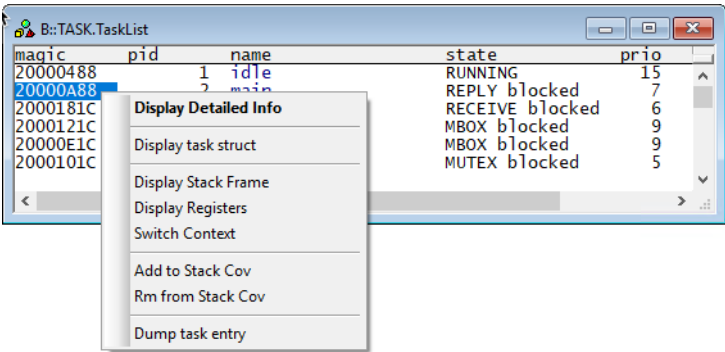 B::TASK.TaskList
magic pid name state prio
20000488 1 idle RUNNING 15
20000A88 2 main REPLY blocked 7
2000181C RECEIVE blocked 6
2000121C MBOX blocked 9
20000E1C MBOX blocked 9
2000101C MUTEX blocked 5
Display Detailed Info
Display task struct
Display Stack Frame
Display Registers
Switch Context
Add to Stack Cov
Rm from Stack Cov
Dump task entry